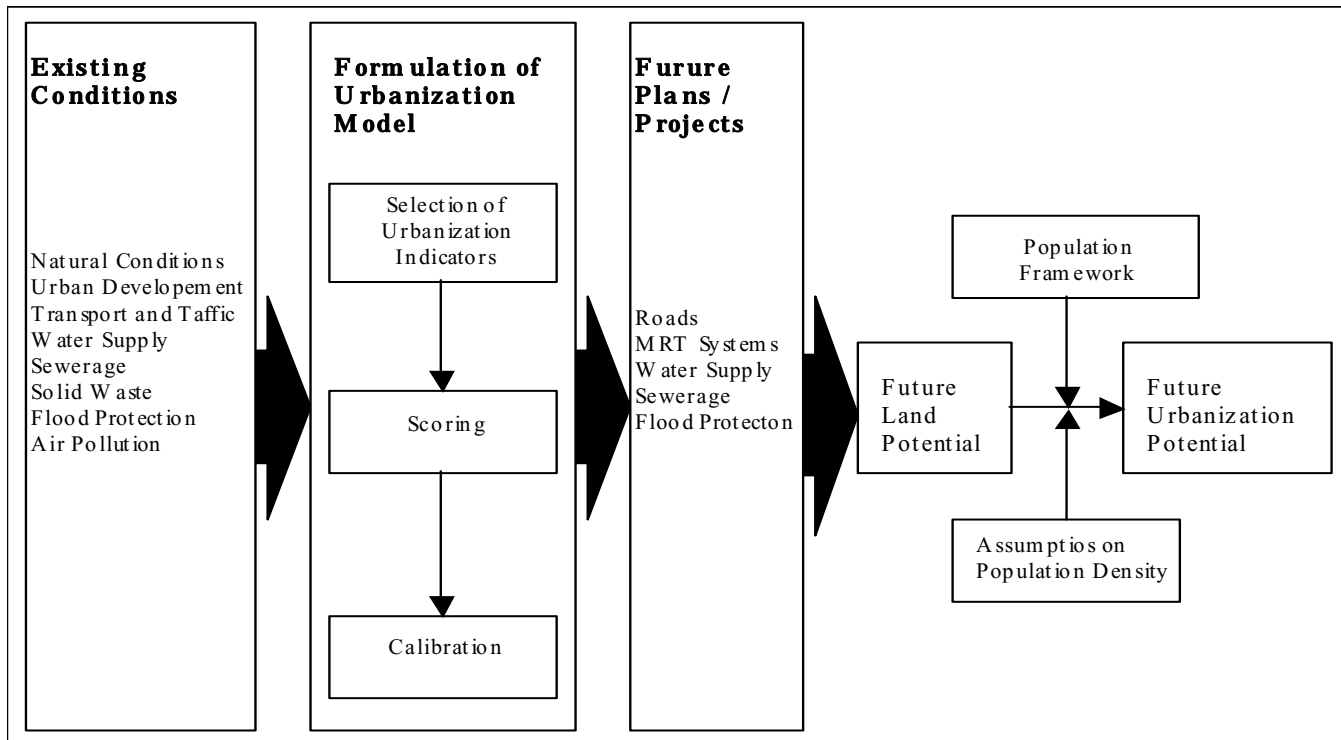 Existing
Conditions
Natural Conditions
Urban Developement
Transport and Taffic
Water Supply
Sewerage
Solid Waste
Flood Protection
Air Pollution
Formulation of
Urbanization
Model
Selection of
Urbanization
Indicators
Scoring
Calibration
Furure
Plans /
Projects
Roads
MRT Systems
Water Supply
Sewerage
Flood Protecton
Population
Framework
Future
Land
Potential
Future
Urbanization
Potential
Assumptios on
Population Density